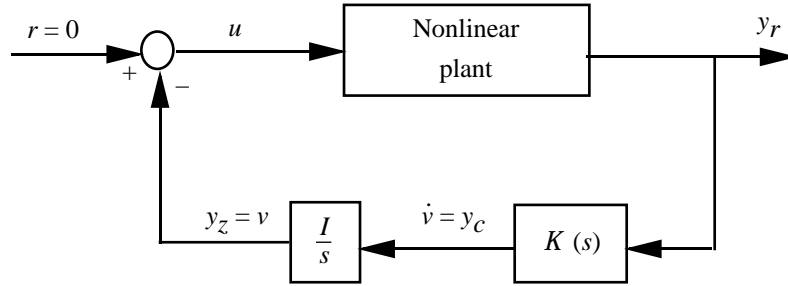 r = 0
u
Nonlinear
plant
y_r
+
−
y_z = v
I
s
v̇ = y_c
K (s)